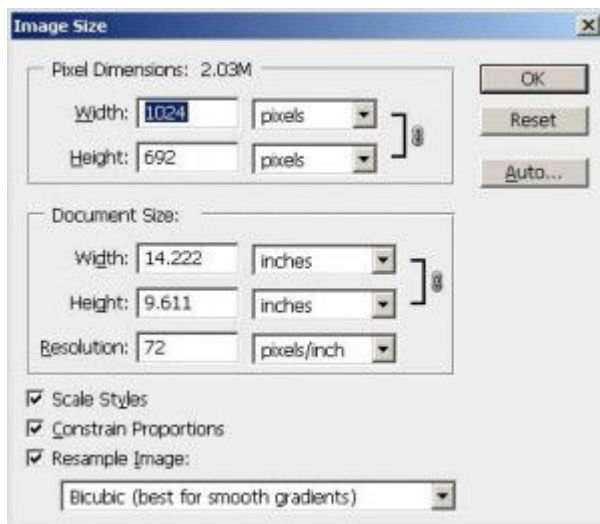 Image Size
Pixel Dimensions: 2.03M
OK
Width: 1024 pixels
Reset
Height: 692 pixels
Auto...
Document Size:
Width: 14.222 inches
Height: 9.611 inches
Resolution: 72 pixels/inch
Scale Styles
Constrain Proportions
Resample Image:
Bicubic (best for smooth gradients)